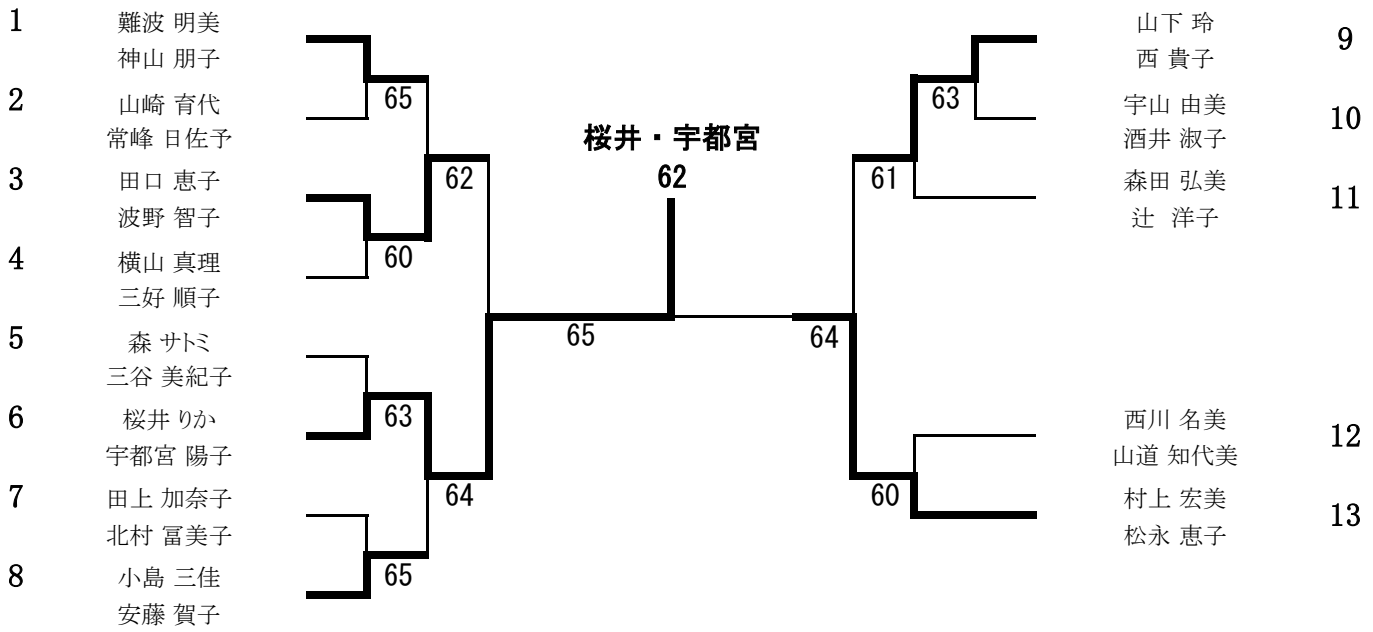 1 難波 明美
神山 朋子
65
2 山崎 育代
常峰 日佐予
62
3 田口 恵子
波野 智子
60
4 横山 真理
三好 順子
5 森 サトミ
三谷 美紀子
63
6 桜井 りか
宇都宮 陽子
64
7 田上 加奈子
北村 冨美子
65
8 小島 三佳
安藤 賀子
桜井・宇都宮
62
65
64
山下 玲
西 貴子 9
63
宇山 由美
酒井 淑子 10
61
森田 弘美
辻 洋子 11
西川 名美
山道 知代美 12
60
村上 宏美
松永 恵子 13